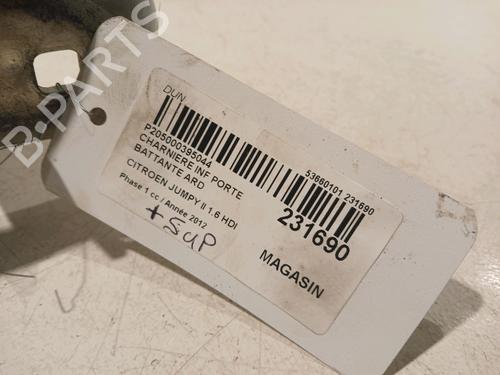 B-PARTS
DUN
P205000395044
CHARNIERE INF PORTE
BATTANTE ARD
CITROEN JUMPY II 1.6 HDI
Phase 1 cc / Année 2012
+ SUP
53660101 231690
231690
MAGASIN